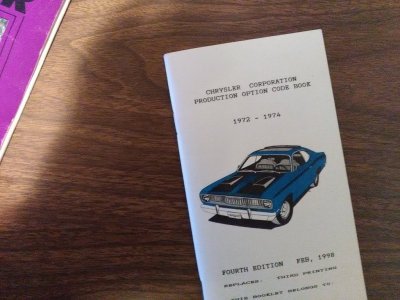 CHRYSLER CORPORATION
PRODUCTION OPTION CODE BOOK
1972 - 1974
FOURTH EDITION FEB, 1998
REPLACES: THIRD PRINTING
THIS BOOKLET BELONGS TO: